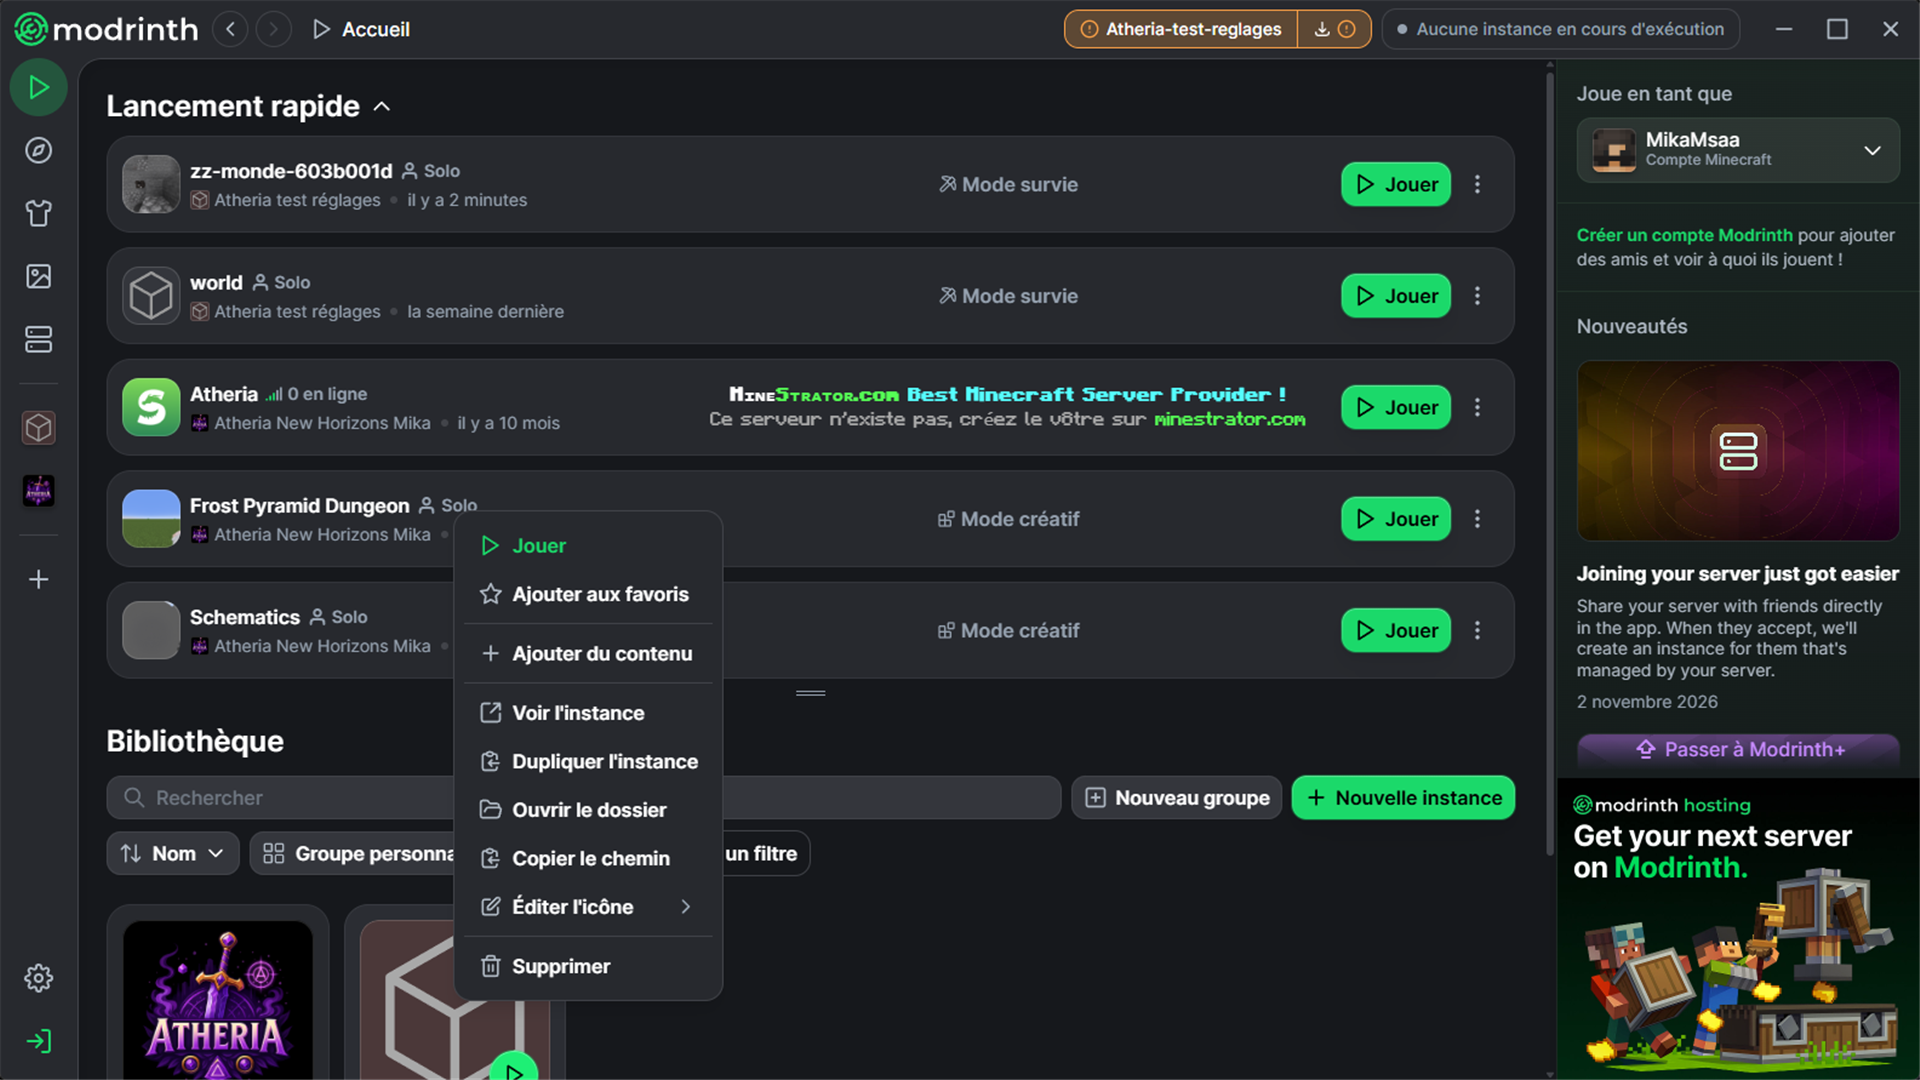 modrinth
Accueil
Atheria-test-reglages
Aucune instance en cours d'exécution
Lancement rapide
zz-monde-603b001d Solo
Atheria test réglages • il y a 2 minutes
Mode survie
Jouer
world Solo
Atheria test réglages • la semaine dernière
Mode survie
Jouer
Atheria 0 en ligne
Atheria New Horizons Mika • il y a 10 mois
MineStrator.com Best Minecraft Server Provider !
Ce serveur n'existe pas, créez le vôtre sur minestrator.com
Jouer
Frost Pyramid Dungeon Solo
Atheria New Horizons Mika •
Mode créatif
Jouer
Schematics Solo
Atheria New Horizons Mika •
Mode créatif
Jouer
Jouer
Ajouter aux favoris
Ajouter du contenu
Voir l'instance
Dupliquer l'instance
Ouvrir le dossier
Copier le chemin
Éditer l'icône
Supprimer
Bibliothèque
Rechercher
Nouveau groupe
Nouvelle instance
Nom
Groupe personna
un filtre
ATHERIA
Joue en tant que
MikaMsaa
Compte Minecraft
Créer un compte Modrinth pour ajouter
des amis et voir à quoi ils jouent !
Nouveautés
Joining your server just got easier
Share your server with friends directly
in the app. When they accept, we'll
create an instance for them that's
managed by your server.
2 novembre 2026
Passer à Modrinth+
modrinth hosting
Get your next server
on Modrinth.